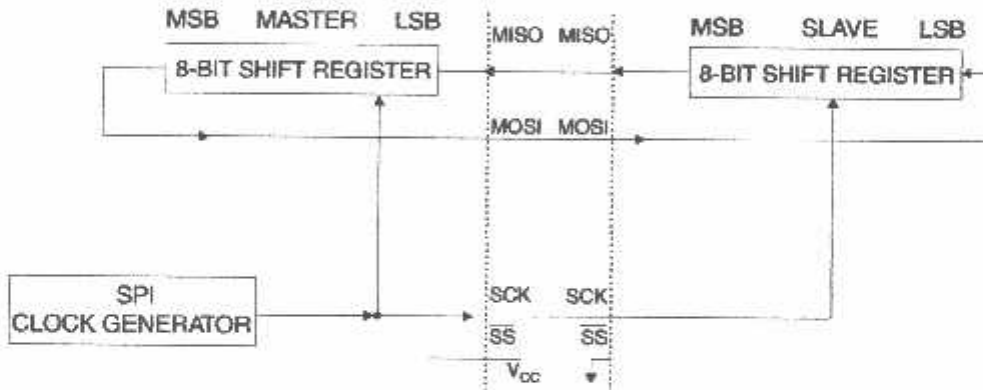 MSB MASTER LSB
8-BIT SHIFT REGISTER
MISO MISO
MSB SLAVE LSB
8-BIT SHIFT REGISTER
MOSI MOSI
SPI
CLOCK GENERATOR
SCK SCK
SS SS
VCC